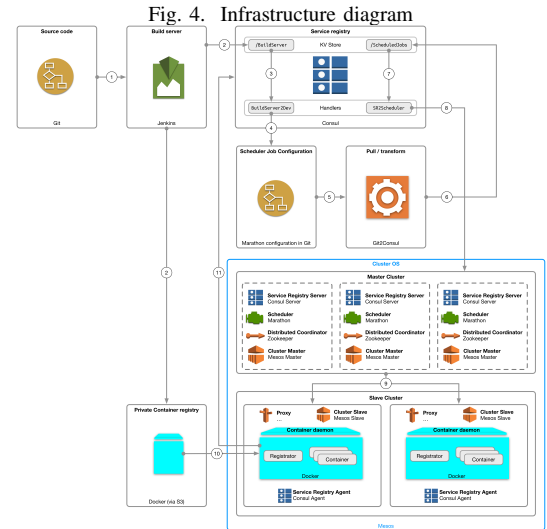 Fig. 4. Infrastructure diagram
Source code
Git
1
Build server
Jenkins
2
Service registry
/BuildServer
KV Store
/ScheduledJobs
3
7
BuildServer2Dev
Handlers
SR2Scheduler
Consul
8
4
Scheduler Job Configuration
Marathon configuration in Git
5
Pull / transform
Git2Consul
6
2
11
Cluster OS
Master Cluster
Service Registry Server
Consul Server
Scheduler
Marathon
Distributed Coordinator
Zookeeper
Cluster Master
Mesos Master
Service Registry Server
Consul Server
Scheduler
Marathon
Distributed Coordinator
Zookeeper
Cluster Master
Mesos Master
Service Registry Server
Consul Server
Scheduler
Marathon
Distributed Coordinator
Zookeeper
Cluster Master
Mesos Master
9
Private Container registry
Docker (via S3)
10
Slave Cluster
Proxy
...
Cluster Slave
Mesos Slave
Container daemon
Registrator
Container
Docker
Service Registry Agent
Consul Agent
Proxy
...
Cluster Slave
Mesos Slave
Container daemon
Registrator
Container
Docker
Service Registry Agent
Consul Agent
Mesos